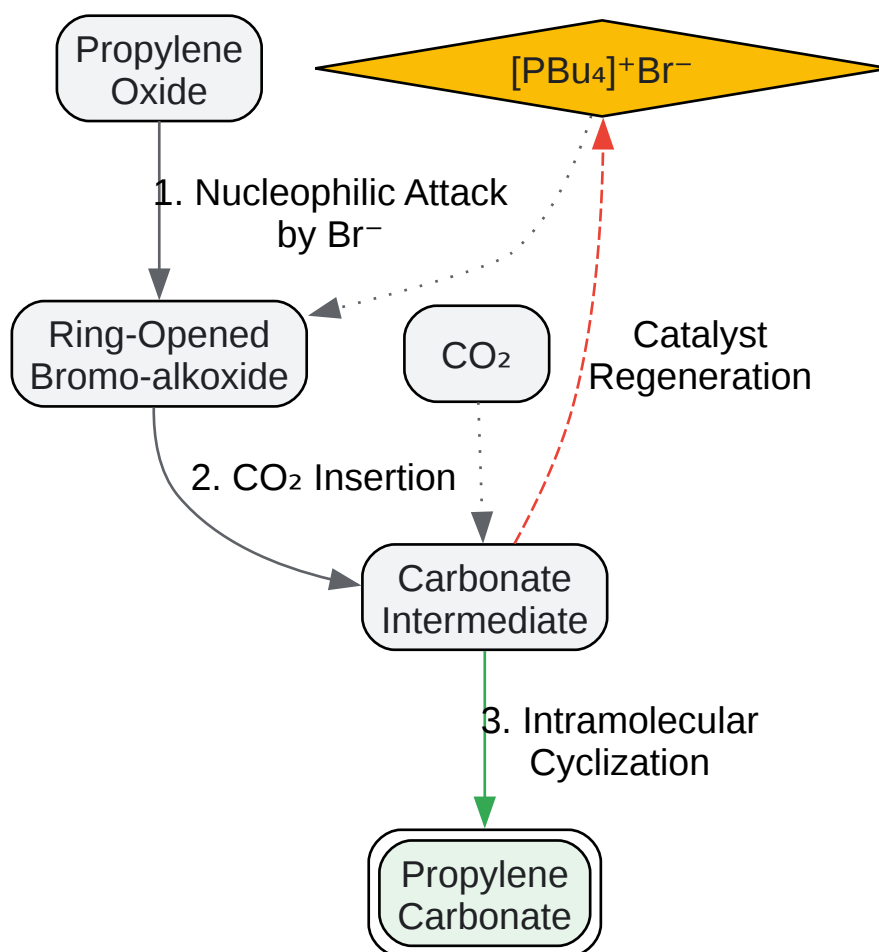 Propylene
Oxide
[PBu₄]⁺Br⁻
1. Nucleophilic Attack
by Br⁻
Ring-Opened
Bromo-alkoxide
CO₂
Catalyst
Regeneration
2. CO₂ Insertion
Carbonate
Intermediate
3. Intramolecular
Cyclization
Propylene
Carbonate